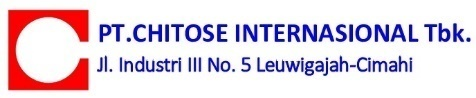 PT.CHITOSE INTERNASIONAL Tbk.
Jl. Industri III No. 5 Leuwigajah-Cimahi